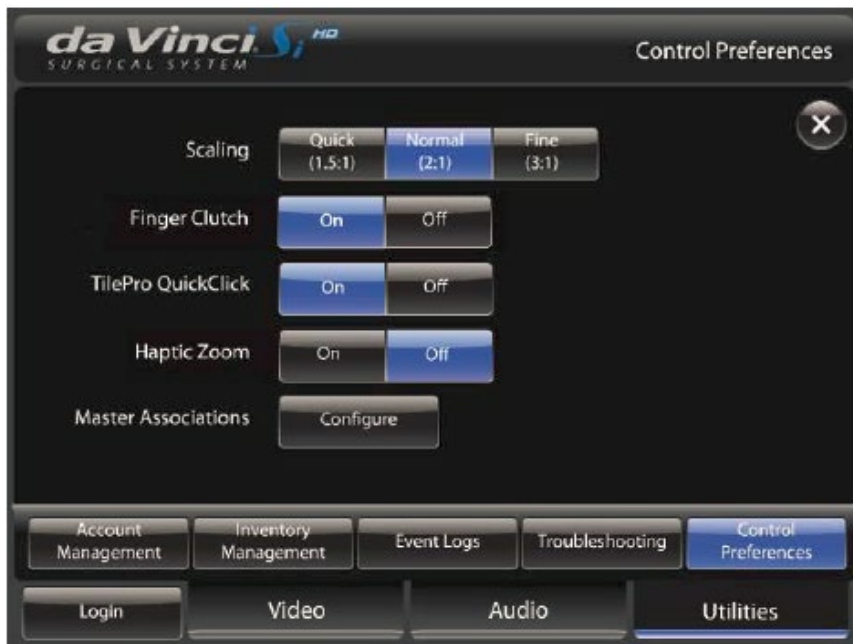 da Vinci. Si HD
SURGICAL SYSTEM
Control Preferences
Scaling
Quick
(1.5:1)
Normal
(2:1)
Fine
(3:1)
Finger Clutch
On
Off
TilePro QuickClick
On
Off
Haptic Zoom
On
Off
Master Associations
Configure
Account
Management
Inventory
Management
Event Logs
Troubleshooting
Control
Preferences
Login
Video
Audio
Utilities